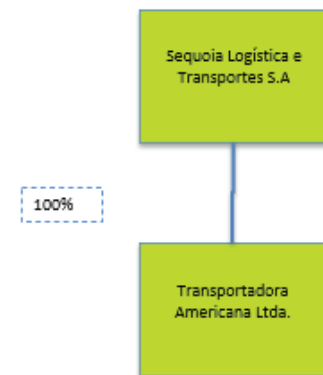 Sequoia Logística e
Transportes S.A
100%
Transportadora
Americana Ltda.